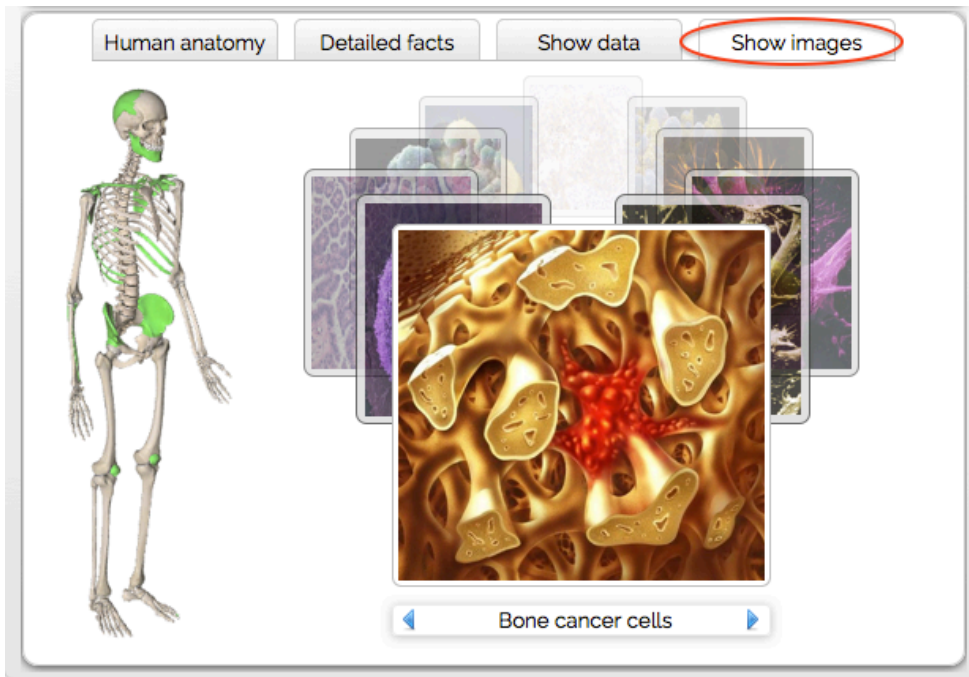 Human anatomy
Detailed facts
Show data
Show images
Bone cancer cells